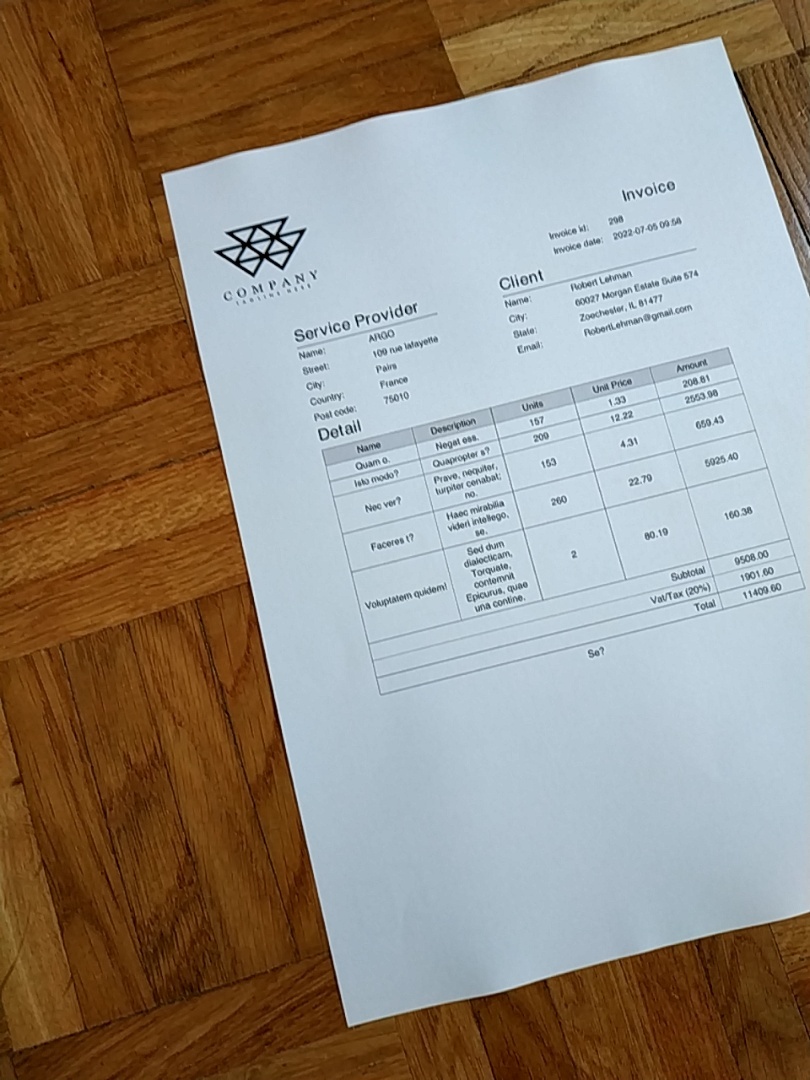 Invoice
Invoice id: 298
Invoice date: 2022-07-05 09:58
COMPANY
TAGLINE HERE
Service Provider
Name: ARGO
Street: 109 rue lafayette
City: Pairs
Country: France
Post code: 75010
Client
Name: Robert Lehman
City: 60027 Morgan Estate Suite 574
State: Zoechester, IL 81477
Email: RobertLehman@gmail.com
Detail
Name Description Units Unit Price Amount
Quam o. Negat ess. 157 1.33 208.81
Isto modo? Quapropter s? 209 12.22 2553.98
Nec ver? Prave, nequiter, turpiter cenabat; no. 153 4.31 659.43
Faceres t? Haec mirabilia videri intellego, se. 260 22.79 5925.40
Voluptatem quidem! Sed dum dialecticam, Torquate, contemnit Epicurus, quae una contine. 2 80.19 160.38
Subtotal 9508.00
Vat/Tax (20%) 1901.60
Total 11409.60
Se?